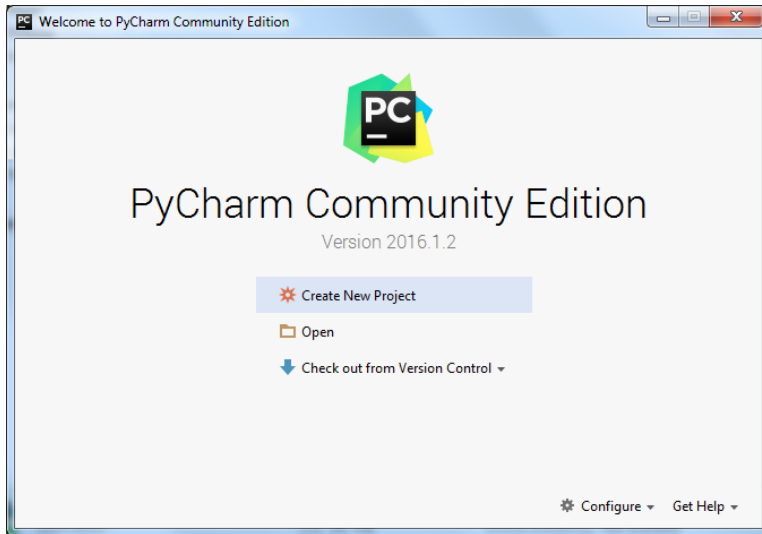 PC Welcome to PyCharm Community Edition
PC
PyCharm Community Edition
Version 2016.1.2
Create New Project
Open
Check out from Version Control
Configure Get Help